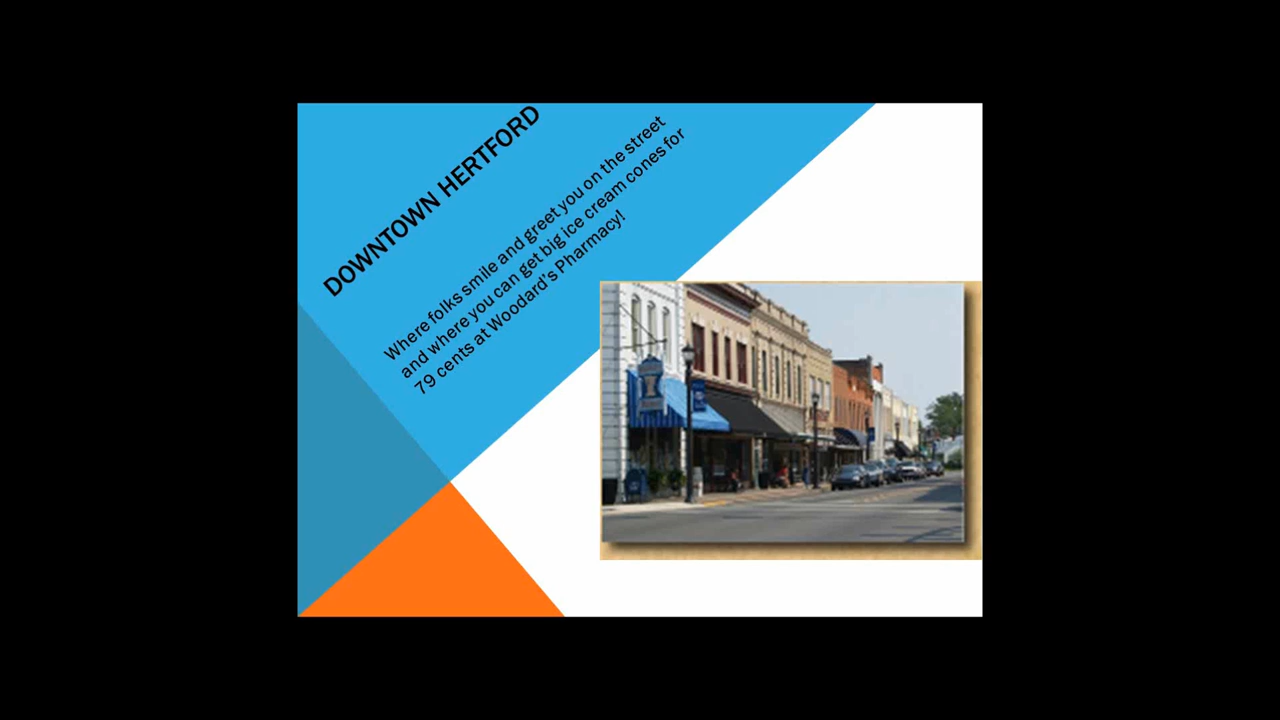 DOWNTOWN HERTFORD
Where folks smile and greet you on the street
and where you can get big ice cream cones for
79 cents at Woodard's Pharmacy!